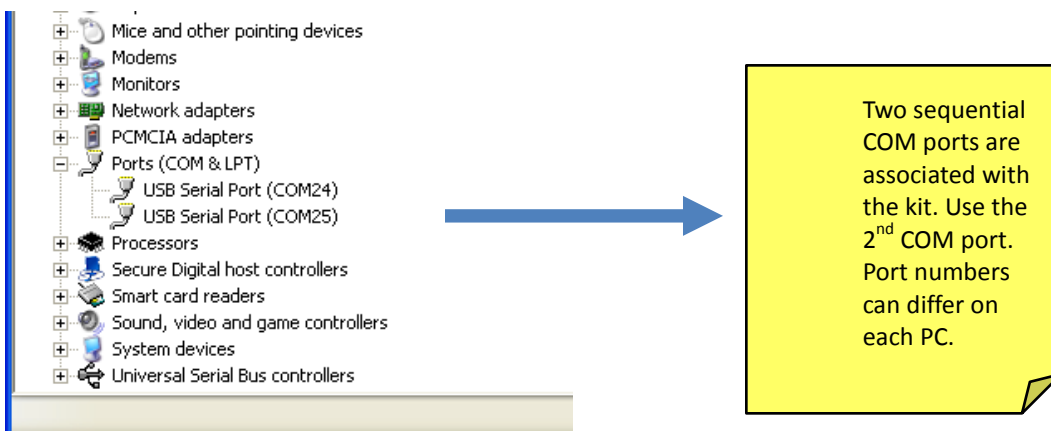 Mice and other pointing devices
Modems
Monitors
Network adapters
PCMCIA adapters
Ports (COM & LPT)
USB Serial Port (COM24)
USB Serial Port (COM25)
Processors
Secure Digital host controllers
Smart card readers
Sound, video and game controllers
System devices
Universal Serial Bus controllers
Two sequential
COM ports are
associated with
the kit. Use the
2nd COM port.
Port numbers
can differ on
each PC.